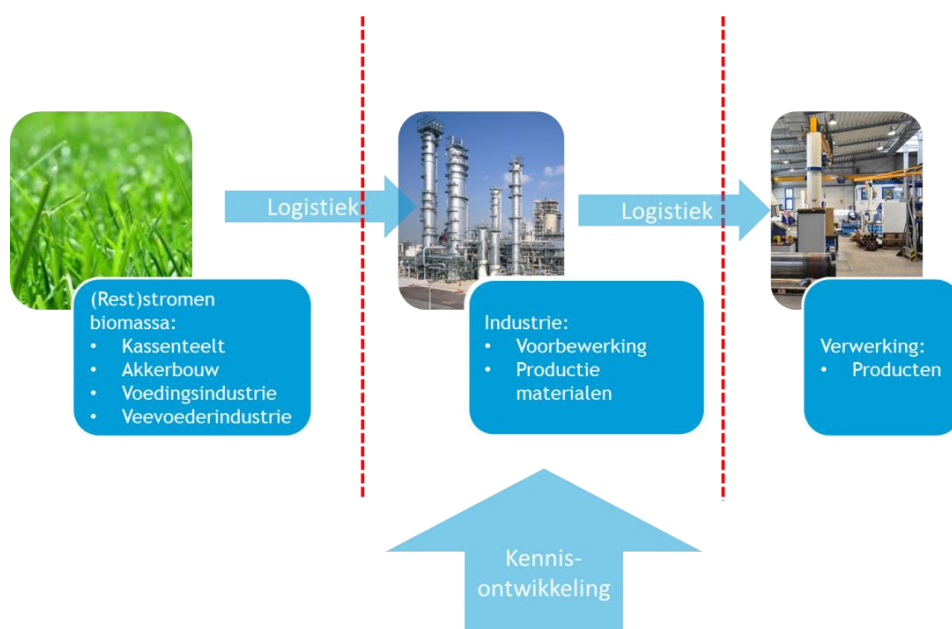 Logistiek
Logistiek
(Rest)stromen
biomassa:
• Kassenteelt
• Akkerbouw
• Voedingsindustrie
• Veevoederindustrie
Industrie:
• Voorbewerking
• Productie
materialen
Verwerking:
• Producten
Kennis-
ontwikkeling